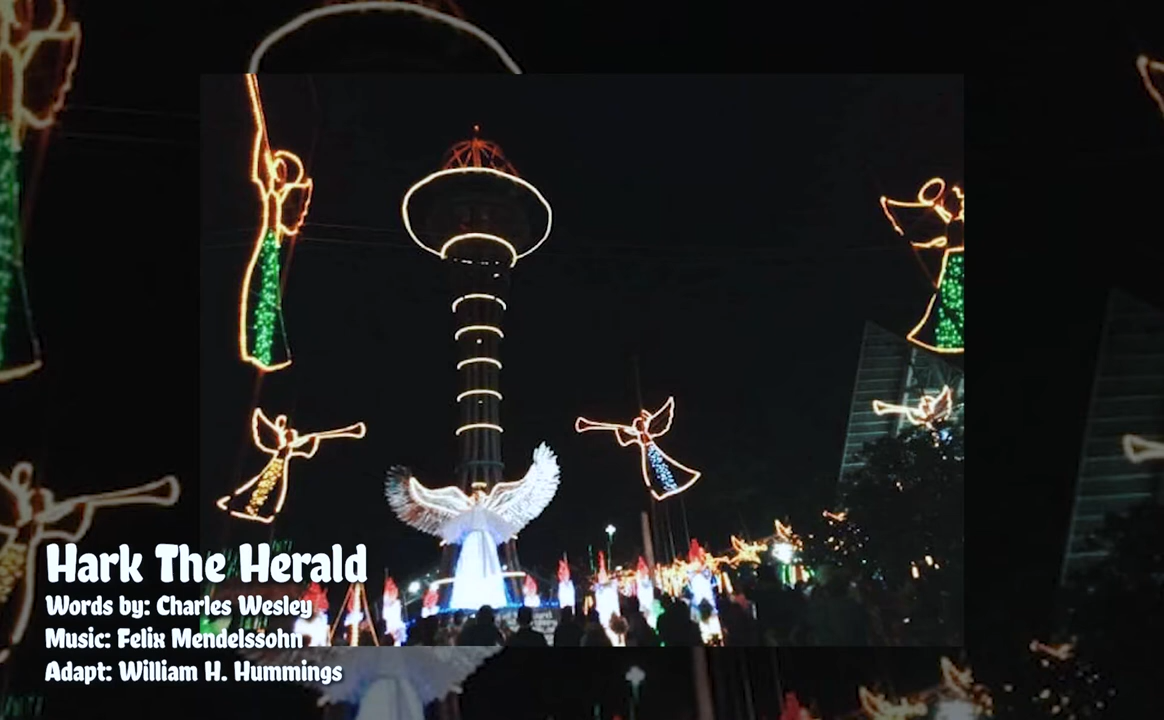 Hark The Herald
Words by: Charles Wesley
Music: Felix Mendelssohn
Adapt: William H. Hummings